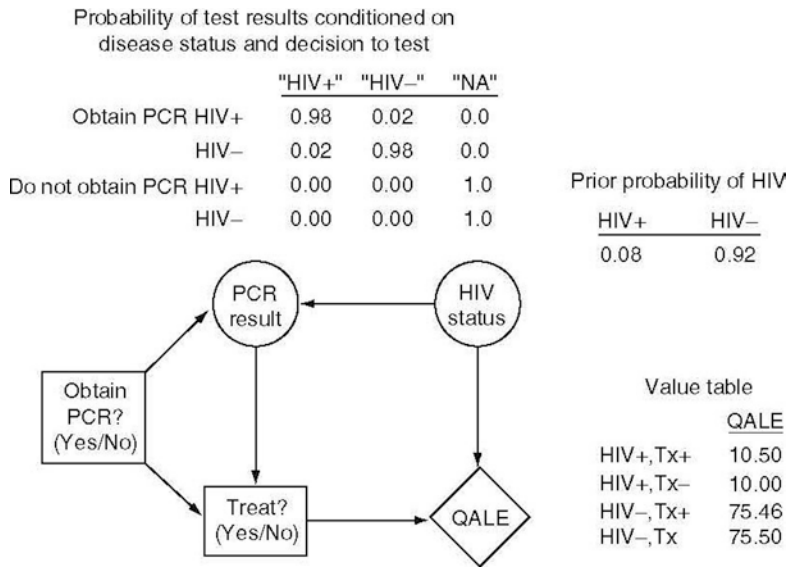 Probability of test results conditioned on
disease status and decision to test
"HIV+" "HIV–" "NA"
Obtain PCR HIV+ 0.98 0.02 0.0
HIV– 0.02 0.98 0.0
Do not obtain PCR HIV+ 0.00 0.00 1.0
HIV– 0.00 0.00 1.0
Prior probability of HIV
HIV+ HIV–
0.08 0.92
PCR
result
HIV
status
Obtain
PCR?
(Yes/No)
Treat?
(Yes/No)
QALE
Value table
QALE
HIV+,Tx+ 10.50
HIV+,Tx– 10.00
HIV–,Tx+ 75.46
HIV–,Tx 75.50